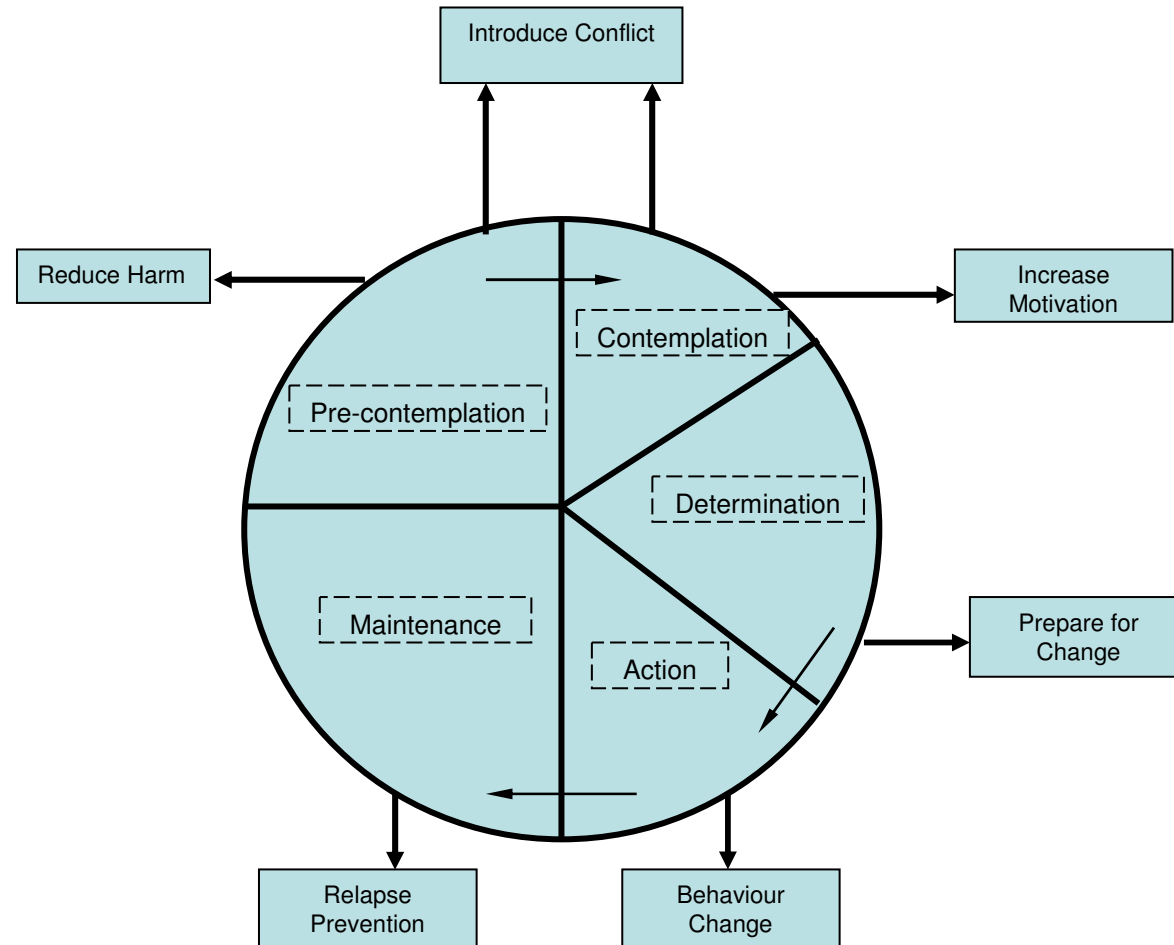 Introduce Conflict
Reduce Harm
Increase
Motivation
Contemplation
Pre-contemplation
Determination
Maintenance
Action
Prepare for
Change
Relapse
Prevention
Behaviour
Change